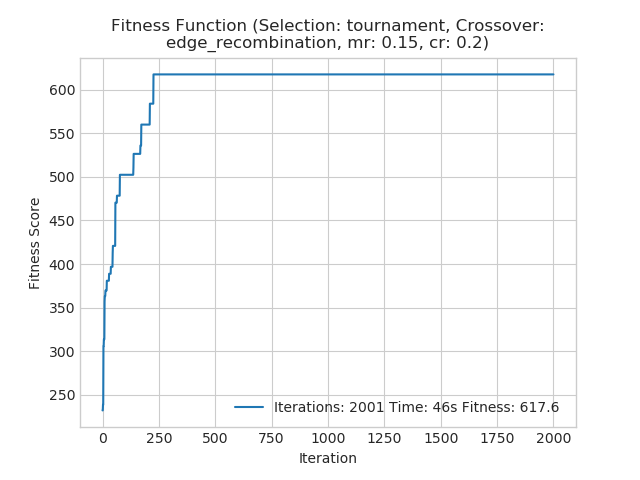 Fitness Function (Selection: tournament, Crossover:
edge_recombination, mr: 0.15, cr: 0.2)
Fitness Score
600
550
500
450
400
350
300
250
Iterations: 2001 Time: 46s Fitness: 617.6
0 250 500 750 1000 1250 1500 1750 2000
Iteration